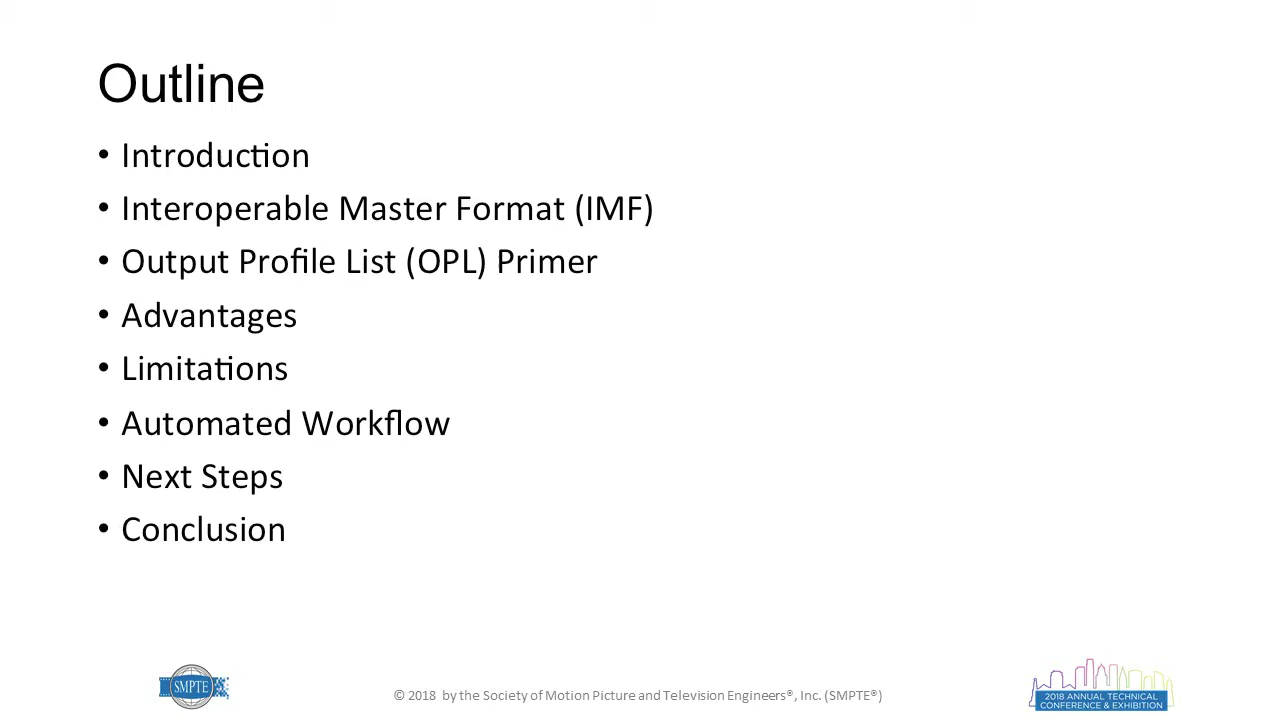 Outline
• Introduction
• Interoperable Master Format (IMF)
• Output Profile List (OPL) Primer
• Advantages
• Limitations
• Automated Workflow
• Next Steps
• Conclusion
SMPTE
© 2018 by the Society of Motion Picture and Television Engineers®, Inc. (SMPTE®)
2018 ANNUAL TECHNICAL
CONFERENCE & EXHIBITION